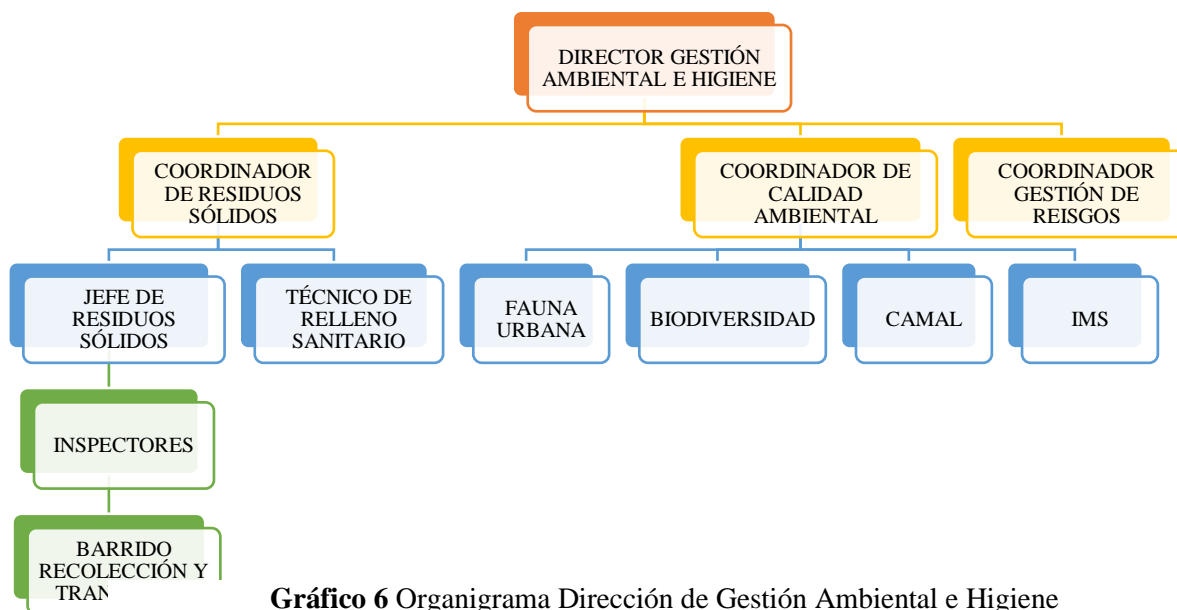 DIRECTOR GESTIÓN
AMBIENTAL E HIGIENE
COORDINADOR
DE RESIDUOS
SÓLIDOS
COORDINADOR DE
CALIDAD
AMBIENTAL
COORDINADOR
GESTIÓN DE
REISGOS
JEFE DE
RESIDUOS
SÓLIDOS
TÉCNICO DE
RELLENO
SANITARIO
FAUNA
URBANA
BIODIVERSIDAD
CAMAL
IMS
INSPECTORES
BARRIDO
RECOLECCIÓN Y
Gráfico 6 Organigrama Dirección de Gestión Ambiental e Higiene